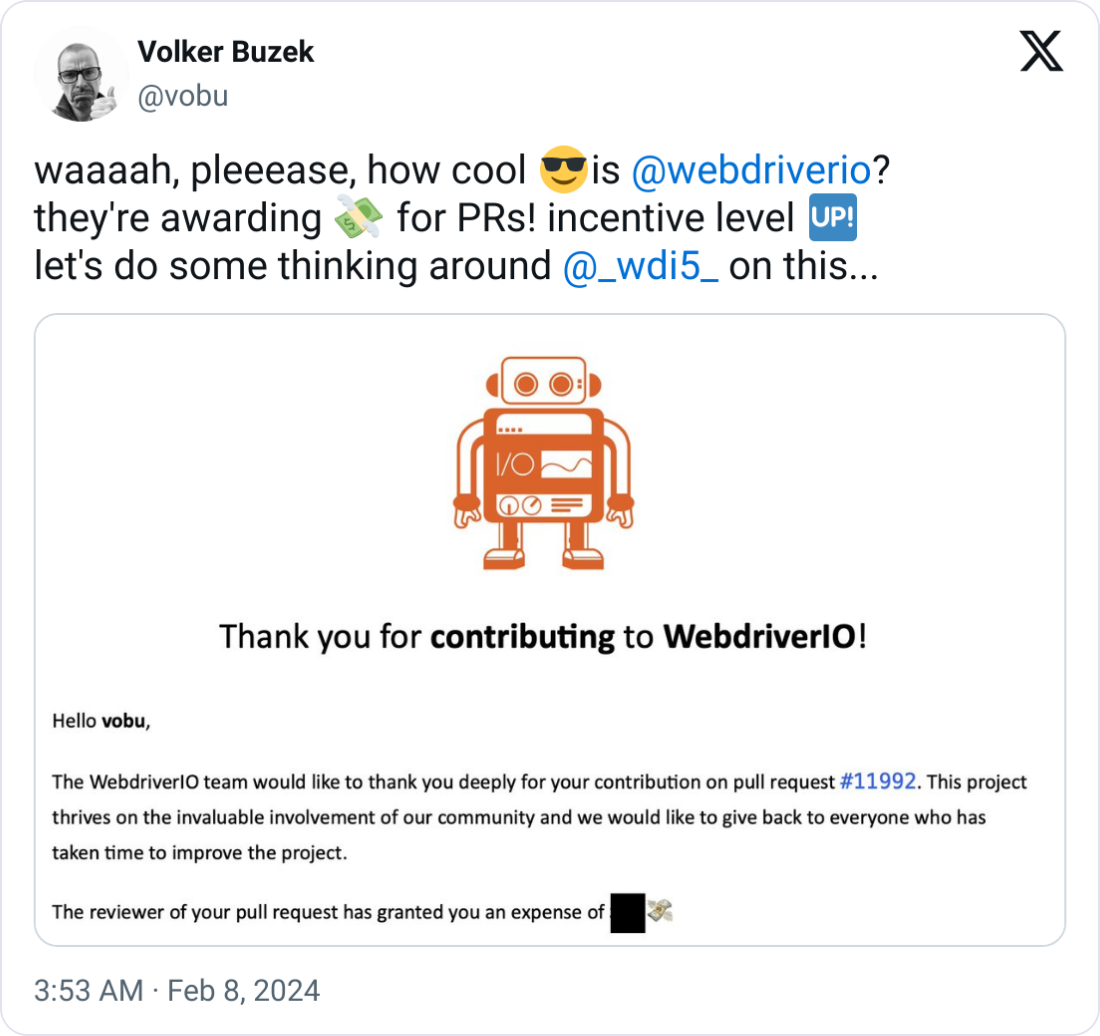 Volker Buzek
@vobu
waaaah, pleeease, how cool 😎is @webdriverio?
they're awarding 💸 for PRs! incentive level 🆙
let's do some thinking around @_wdi5_ on this...
I/O
Thank you for contributing to WebdriverIO!
Hello vobu,
The WebdriverIO team would like to thank you deeply for your contribution on pull request #11992. This project
thrives on the invaluable involvement of our community and we would like to give back to everyone who has
taken time to improve the project.
The reviewer of your pull request has granted you an expense of 💸
3:53 AM · Feb 8, 2024